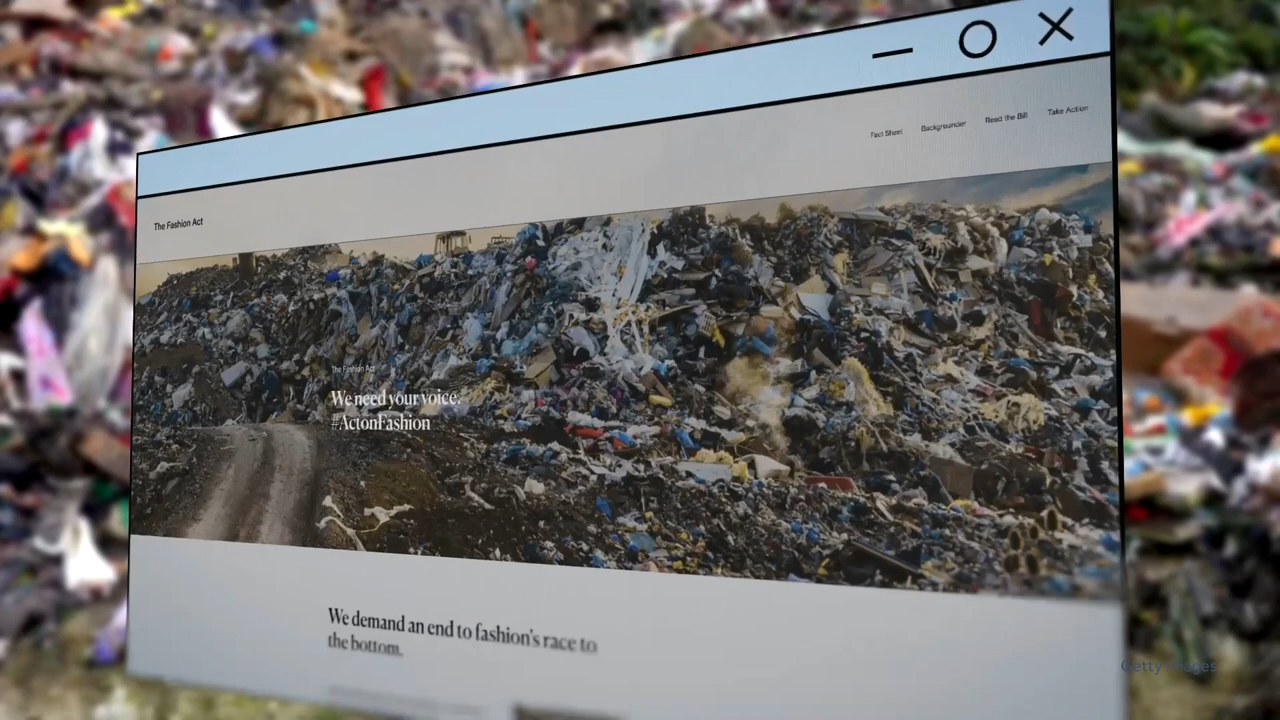 Fact Sheet Backgrounder Read the Bill Take Action
The Fashion Act
The Fashion Act
We need your voice.
#ActonFashion
We demand an end to fashion's race to
the bottom.
Getty Images